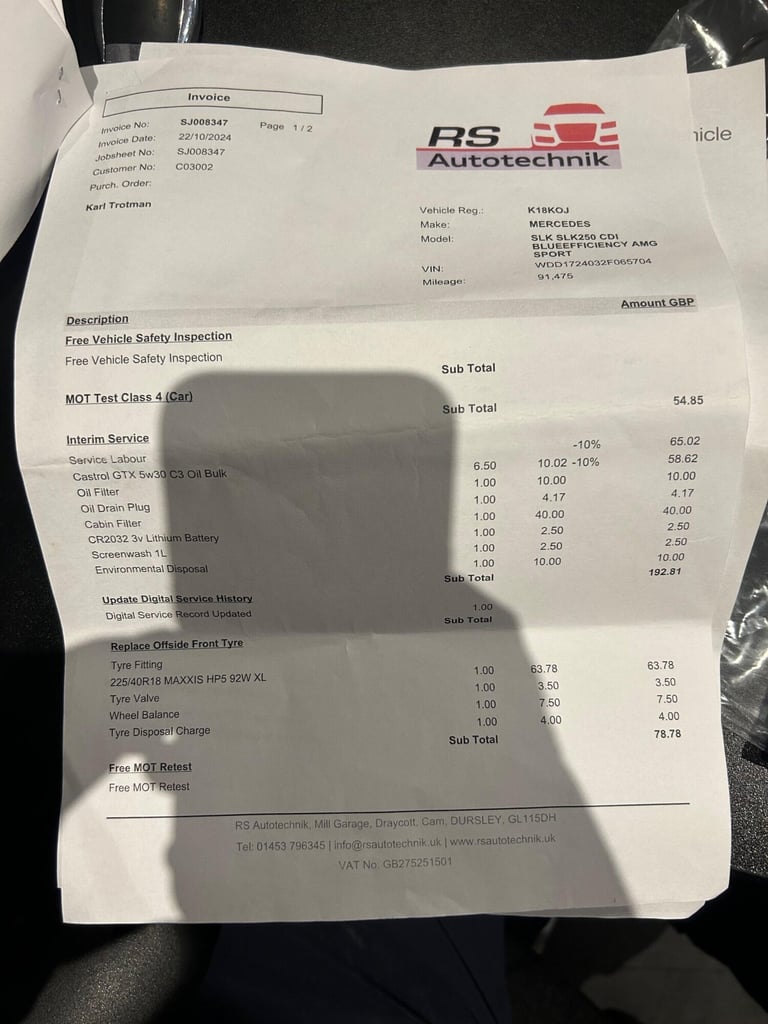 Invoice
Invoice No: SJ008347 Page 1 / 2
Invoice Date: 22/10/2024
Jobsheet No: SJ008347
Customer No: C03002
Purch. Order:
Karl Trotman
RS
Autotechnik
hicle
Vehicle Reg.: K18KOJ
Make: MERCEDES
Model: SLK SLK250 CDI
BLUEEFFICIENCY AMG
SPORT
VIN: WDD1724032F065704
Mileage: 91,475
Description Amount GBP
Free Vehicle Safety Inspection
Free Vehicle Safety Inspection
Sub Total
MOT Test Class 4 (Car)
Sub Total 54.85
Interim Service
Service Labour -10% 65.02
Castrol GTX 5w30 C3 Oil Bulk 6.50 10.02 -10% 58.62
Oil Filter 1.00 10.00 10.00
Oil Drain Plug 1.00 4.17 4.17
Cabin Filter 1.00 40.00 40.00
CR2032 3v Lithium Battery 1.00 2.50 2.50
Screenwash 1L 1.00 2.50 2.50
Environmental Disposal 1.00 10.00 10.00
Sub Total 192.81
Update Digital Service History
Digital Service Record Updated 1.00
Sub Total
Replace Offside Front Tyre
Tyre Fitting
225/40R18 MAXXIS HP5 92W XL 1.00 63.78 63.78
Tyre Valve 1.00 3.50 3.50
Wheel Balance 1.00 7.50 7.50
Tyre Disposal Charge 1.00 4.00 4.00
Sub Total 78.78
Free MOT Retest
Free MOT Retest
RS Autotechnik, Mill Garage, Draycott, Cam, DURSLEY, GL115DH
Tel: 01453 796345 | info@rsautotechnik.uk | www.rsautotechnik.uk
VAT No. GB275251501